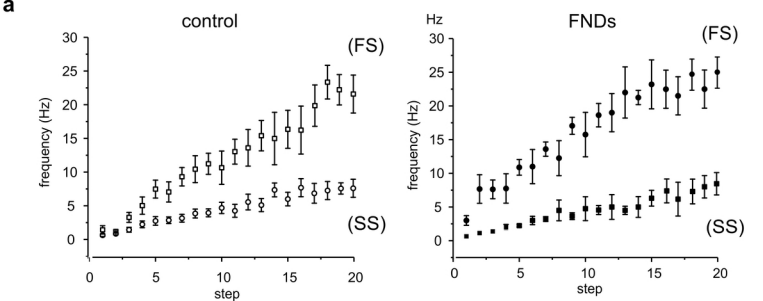 a
control
FNDs
Hz
(FS)
(FS)
30
25
20
15
10
5
0
frequency (Hz)
(SS)
0 5 10 15 20
step
30
25
20
15
10
5
0
frequency (Hz)
(SS)
0 5 10 15 20
step